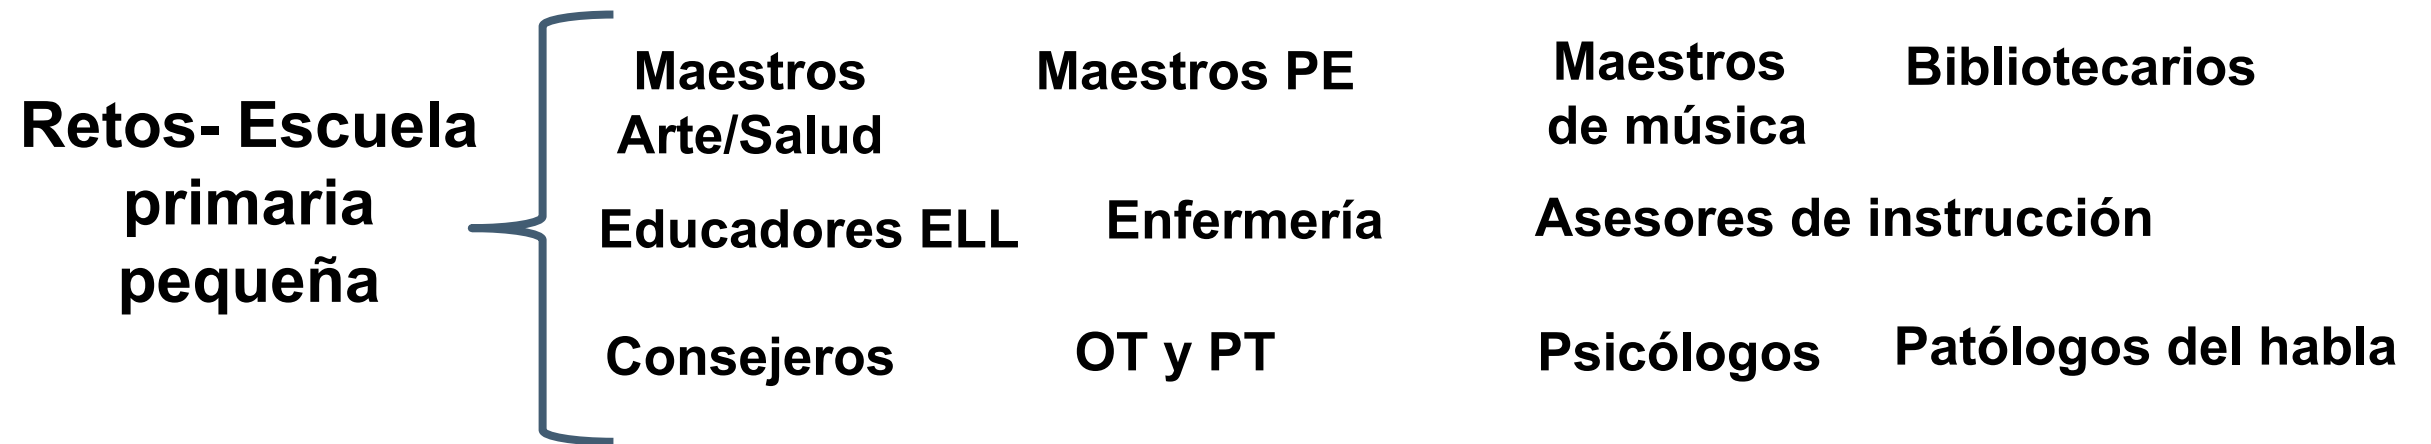 Retos- Escuela
primaria
pequeña
Maestros
Arte/Salud
Maestros PE
Maestros
de música
Bibliotecarios
Educadores ELL
Enfermería
Asesores de instrucción
Consejeros
OT y PT
Psicólogos
Patólogos del habla